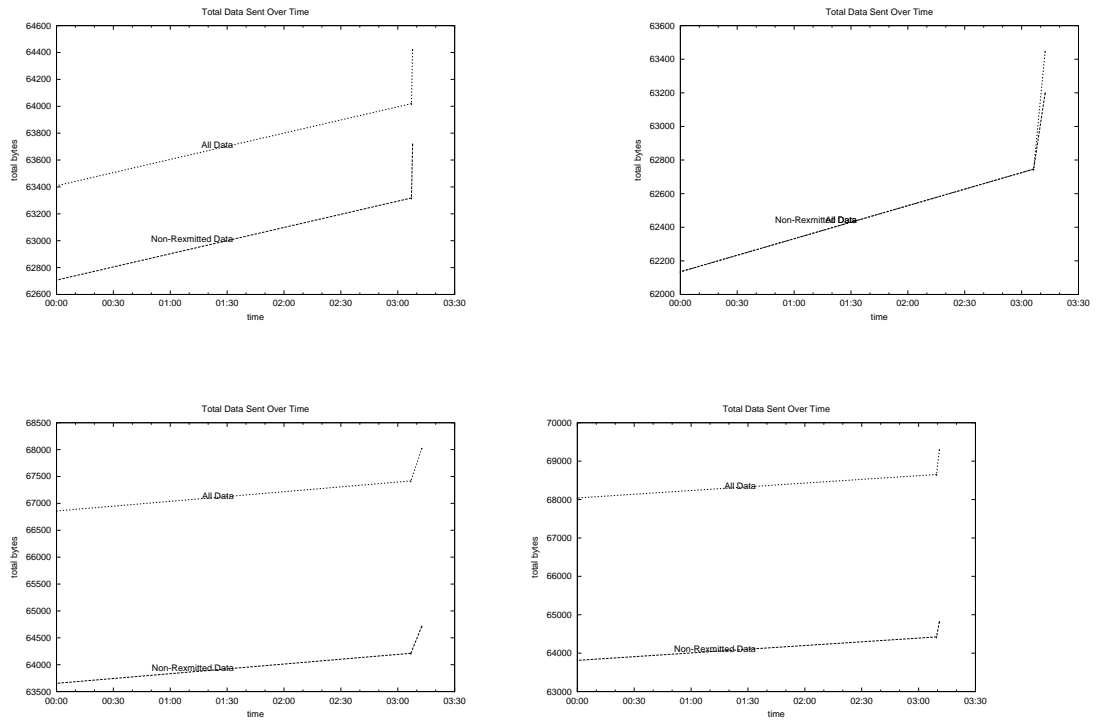 Total Data Sent Over Time
64600
64400
64200
64000
63800
63600
63400
63200
63000
62800
62600
total bytes
All Data
Non-Rexmitted Data
00:00 00:30 01:00 01:30 02:00 02:30 03:00 03:30
time
Total Data Sent Over Time
63600
63400
63200
63000
62800
62600
62400
62200
62000
total bytes
Non-Rexmitted Data
All Data
00:00 00:30 01:00 01:30 02:00 02:30 03:00 03:30
time
Total Data Sent Over Time
68500
68000
67500
67000
66500
66000
65500
65000
64500
64000
63500
total bytes
All Data
Non-Rexmitted Data
00:00 00:30 01:00 01:30 02:00 02:30 03:00 03:30
time
Total Data Sent Over Time
70000
69000
68000
67000
66000
65000
64000
63000
total bytes
All Data
Non-Rexmitted Data
00:00 00:30 01:00 01:30 02:00 02:30 03:00 03:30
time